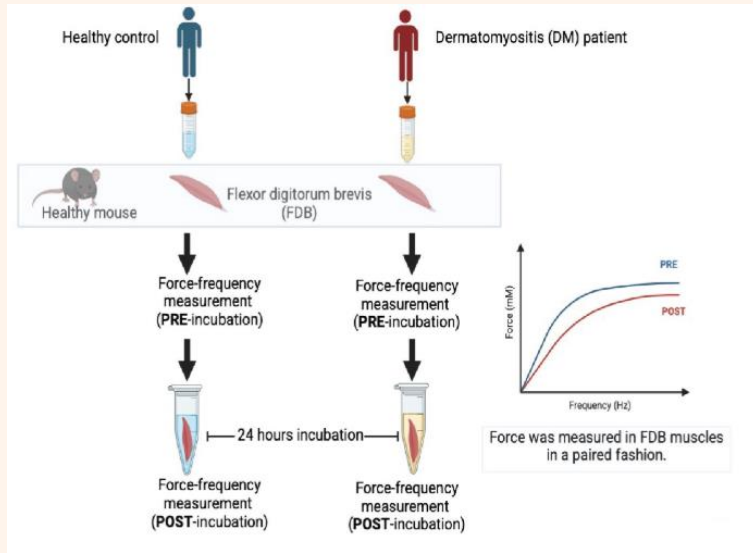 Healthy control
Dermatomyositis (DM) patient
Healthy mouse
Flexor digitorum brevis
(FDB)
Force-frequency
measurement
(PRE-incubation)
Force-frequency
measurement
(PRE-incubation)
24 hours incubation
Force-frequency
measurement
(POST-incubation)
Force-frequency
measurement
(POST-incubation)
PRE
POST
Force (mM)
Frequency (Hz)
Force was measured in FDB muscles
in a paired fashion.